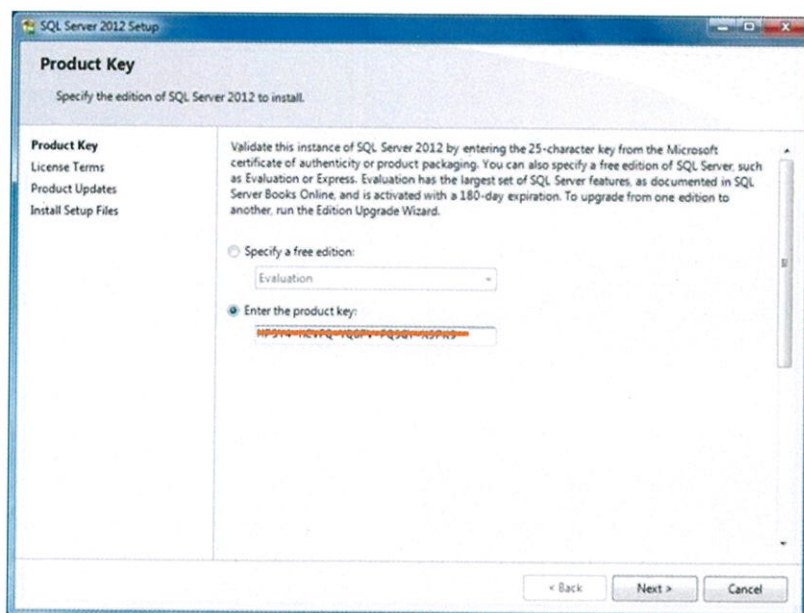 SQL Server 2012 Setup
Product Key
Specify the edition of SQL Server 2012 to install.
Product Key
License Terms
Product Updates
Install Setup Files
Validate this instance of SQL Server 2012 by entering the 25-character key from the Microsoft
certificate of authenticity or product packaging. You can also specify a free edition of SQL Server, such
as Evaluation or Express. Evaluation has the largest set of SQL Server features, as documented in SQL
Server Books Online, and is activated with a 180-day expiration. To upgrade from one edition to
another, run the Edition Upgrade Wizard.
Specify a free edition:
Evaluation
Enter the product key:
< Back
Next >
Cancel